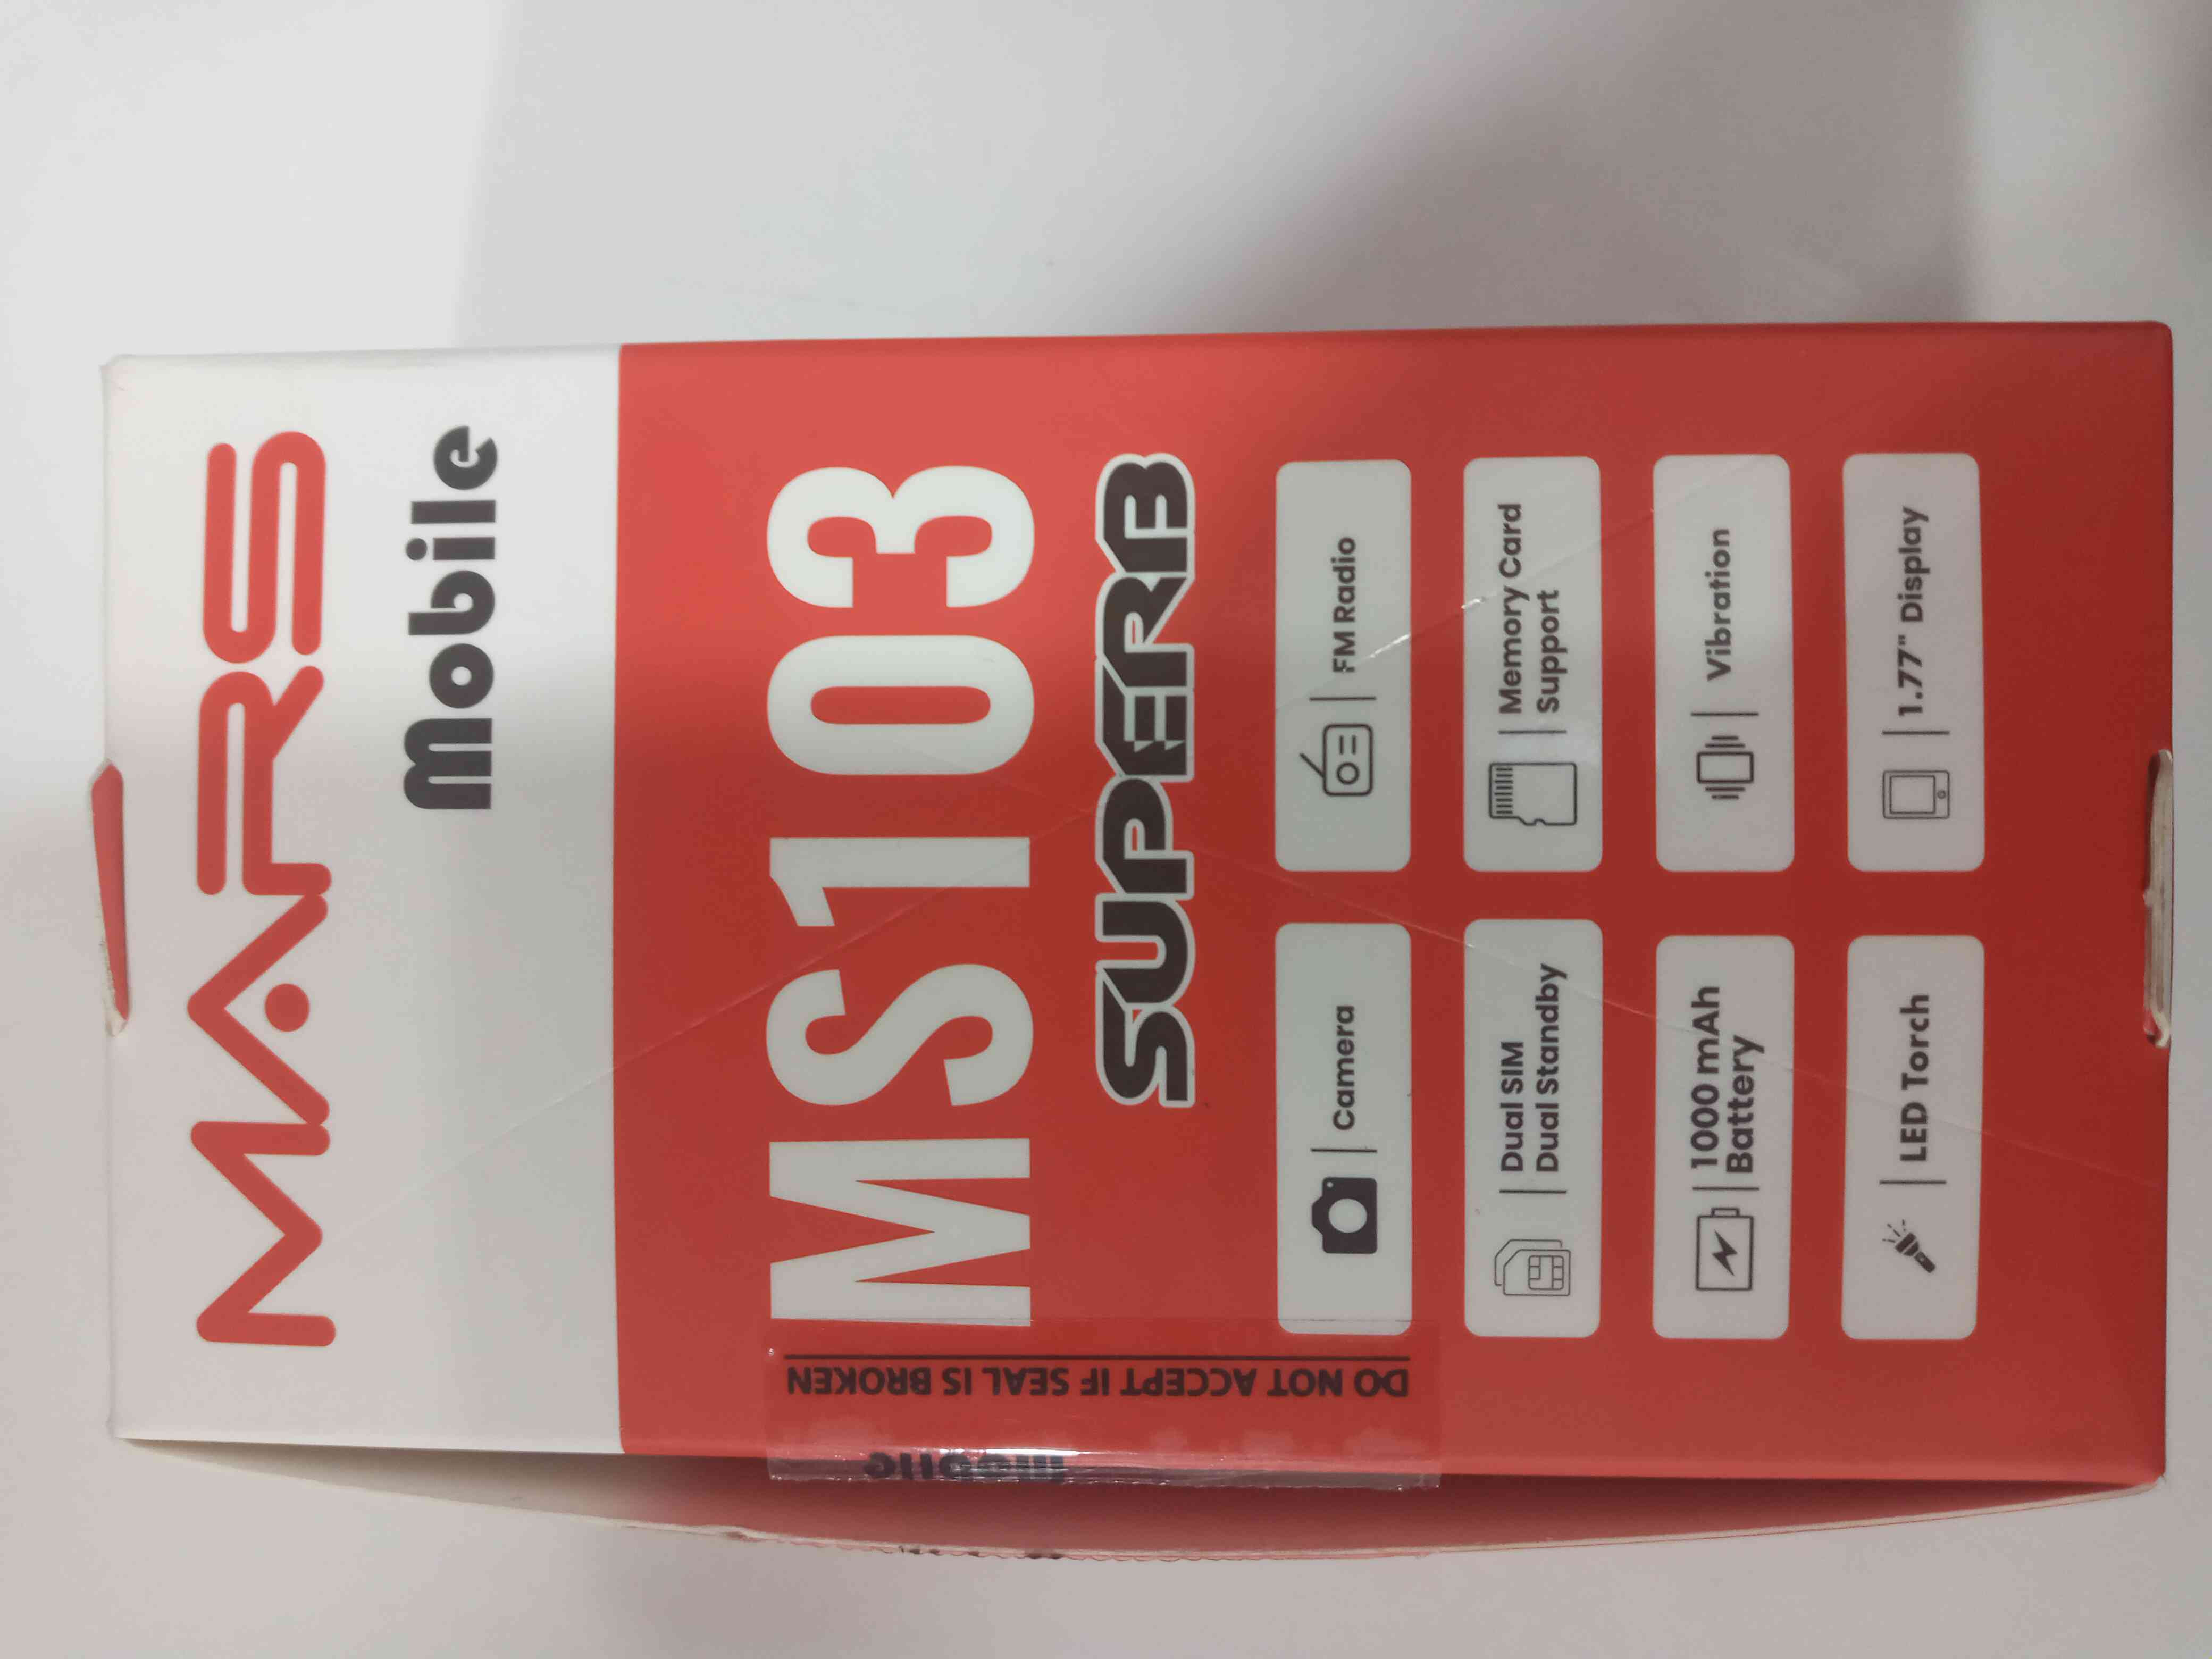 MARS
mobile
MS103
SUPERB
Camera
FM Radio
Dual SIM
Dual Standby
Memory Card
Support
1000 mAh
Battery
Vibration
LED Torch
1.77" Display
DO NOT ACCEPT IF SEAL IS BROKEN
mobile